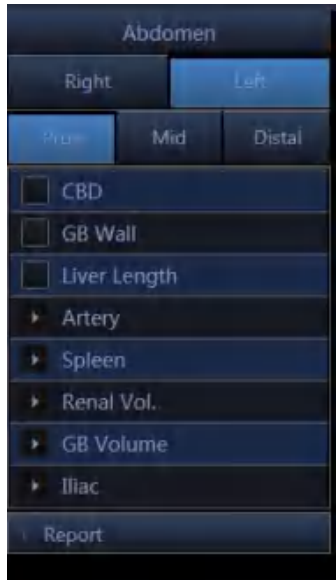 Abdomen
Right Left
Prox Mid Distal
CBD
GB Wall
Liver Length
Artery
Spleen
Renal Vol.
GB Volume
Iliac
Report